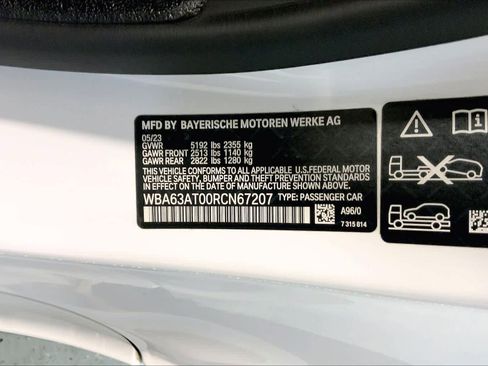 MFD BY BAYERISCHE MOTOREN WERKE AG
05/23
GVWR 5192 lbs 2355 kg
GAWR FRONT 2513 lbs 1140 kg
GAWR REAR 2822 lbs 1280 kg
THIS VEHICLE CONFORMS TO ALL APPLICABLE U.S.FEDERAL MOTOR
VEHICLE SAFETY, BUMPER, AND THEFT PREVENTION STANDARDS
IN EFFECT ON THE DATE OF MANUFACTURE SHOWN ABOVE.
WBA63AT00RCN67207 TYPE: PASSENGER CAR
A96/0
7 315 814